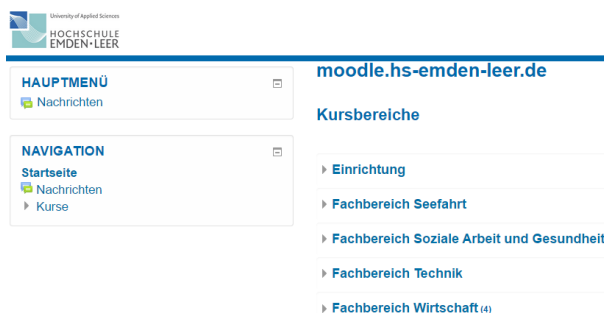 University of Applied Sciences
HOCHSCHULE
EMDEN•LEER
HAUPTMENÜ
Nachrichten
NAVIGATION
Startseite
Nachrichten
Kurse
moodle.hs-emden-leer.de
Kursbereiche
Einrichtung
Fachbereich Seefahrt
Fachbereich Soziale Arbeit und Gesundheit
Fachbereich Technik
Fachbereich Wirtschaft (4)